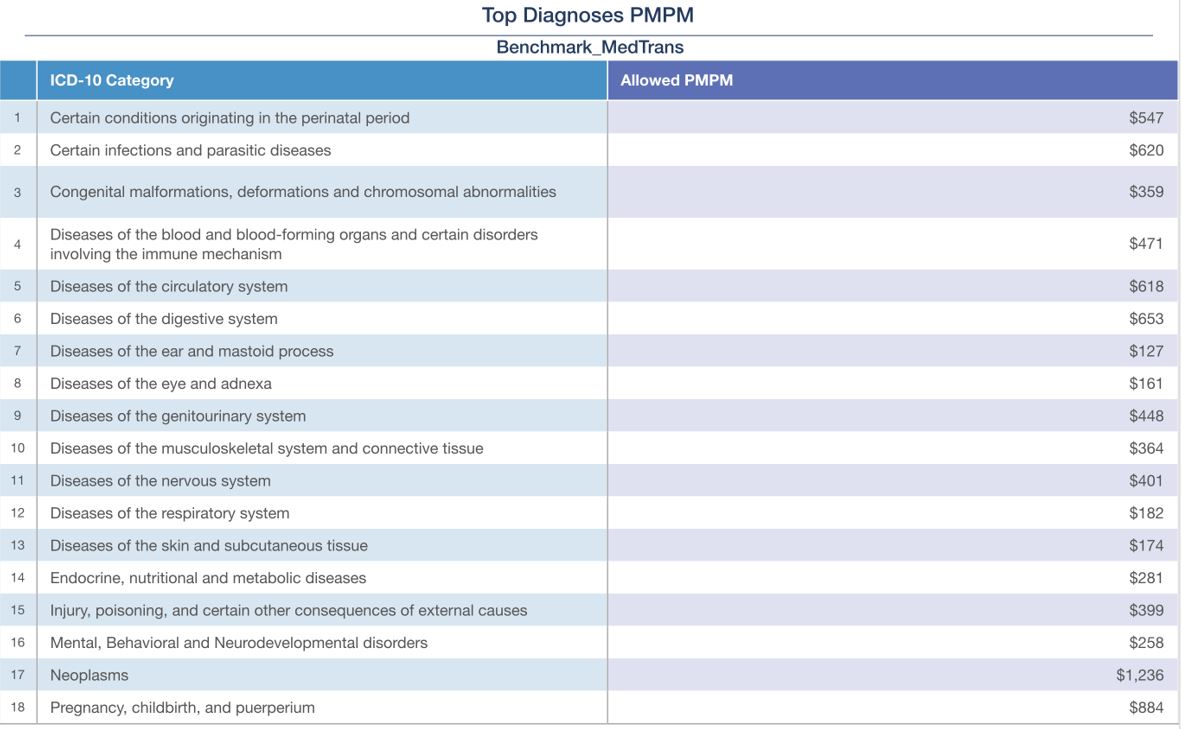 Top Diagnoses PMPM
Benchmark_MedTrans
ICD-10 Category Allowed PMPM
1 Certain conditions originating in the perinatal period $547
2 Certain infections and parasitic diseases $620
3 Congenital malformations, deformations and chromosomal abnormalities $359
4 Diseases of the blood and blood-forming organs and certain disorders
involving the immune mechanism $471
5 Diseases of the circulatory system $618
6 Diseases of the digestive system $653
7 Diseases of the ear and mastoid process $127
8 Diseases of the eye and adnexa $161
9 Diseases of the genitourinary system $448
10 Diseases of the musculoskeletal system and connective tissue $364
11 Diseases of the nervous system $401
12 Diseases of the respiratory system $182
13 Diseases of the skin and subcutaneous tissue $174
14 Endocrine, nutritional and metabolic diseases $281
15 Injury, poisoning, and certain other consequences of external causes $399
16 Mental, Behavioral and Neurodevelopmental disorders $258
17 Neoplasms $1,236
18 Pregnancy, childbirth, and puerperium $884